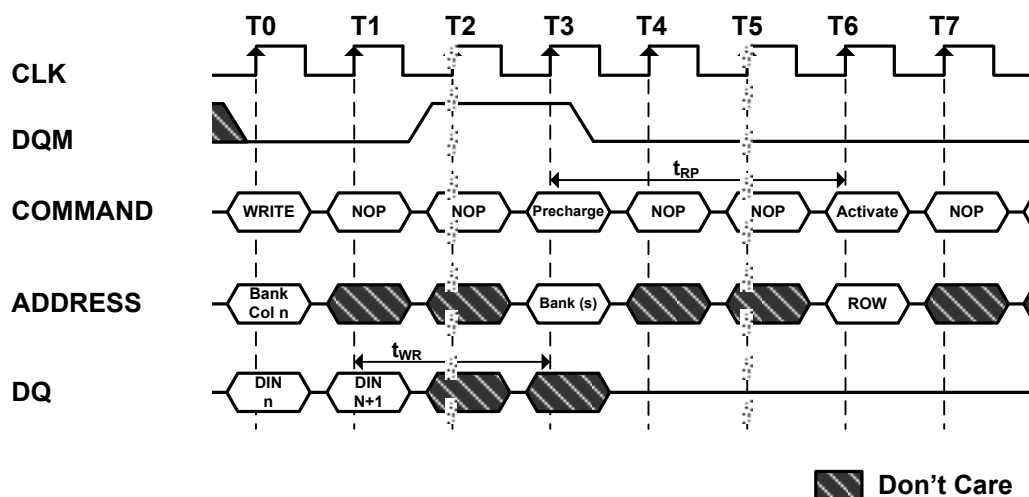 T0 T1 T2 T3 T4 T5 T6 T7
CLK
DQM
tRP
COMMAND WRITE NOP NOP Precharge NOP NOP Activate NOP
ADDRESS Bank Col n Bank (s) ROW
tWR
DQ DIN n DIN N+1
Don't Care